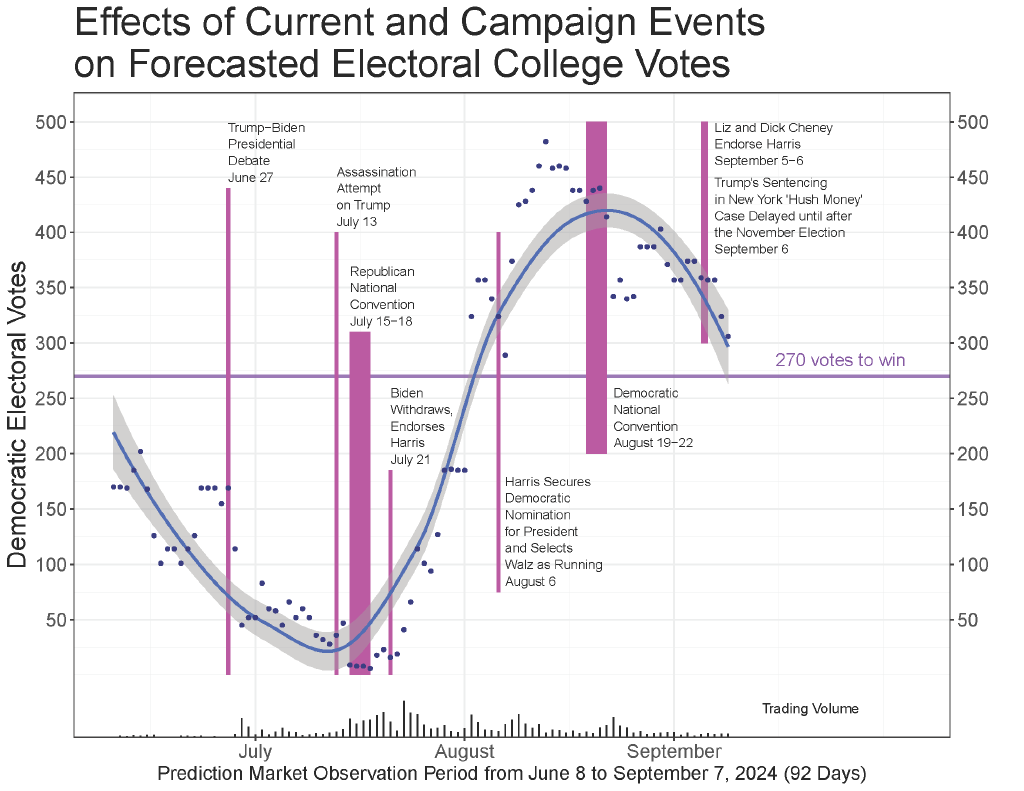 Effects of Current and Campaign Events
on Forecasted Electoral College Votes
Democratic Electoral Votes
500
450
400
350
300
250
200
150
100
50
Trump−Biden
Presidential
Debate
June 27
Assassination
Attempt
on Trump
July 13
Republican
National
Convention
July 15−18
Biden
Withdraws,
Endorses
Harris
July 21
Harris Secures
Democratic
Nomination
for President
and Selects
Walz as Running
August 6
Democratic
National
Convention
August 19−22
Liz and Dick Cheney
Endorse Harris
September 5−6
Trump's Sentencing
in New York 'Hush Money'
Case Delayed until after
the November Election
September 6
270 votes to win
500
450
400
350
300
250
200
150
100
50
Trading Volume
July
August
September
Prediction Market Observation Period from June 8 to September 7, 2024 (92 Days)